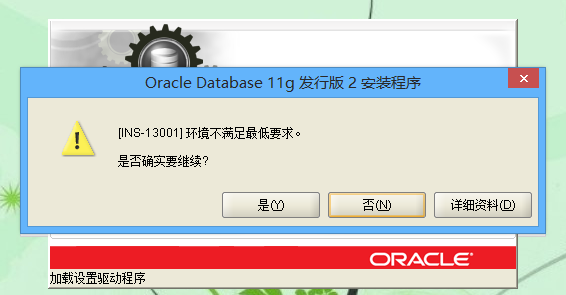 Oracle Database 11g 发行版 2 安装程序
[INS-13001] 环境不满足最低要求。
是否确实要继续?
是(Y)
否(N)
详细资料(D)
ORACLE
加载设置驱动程序